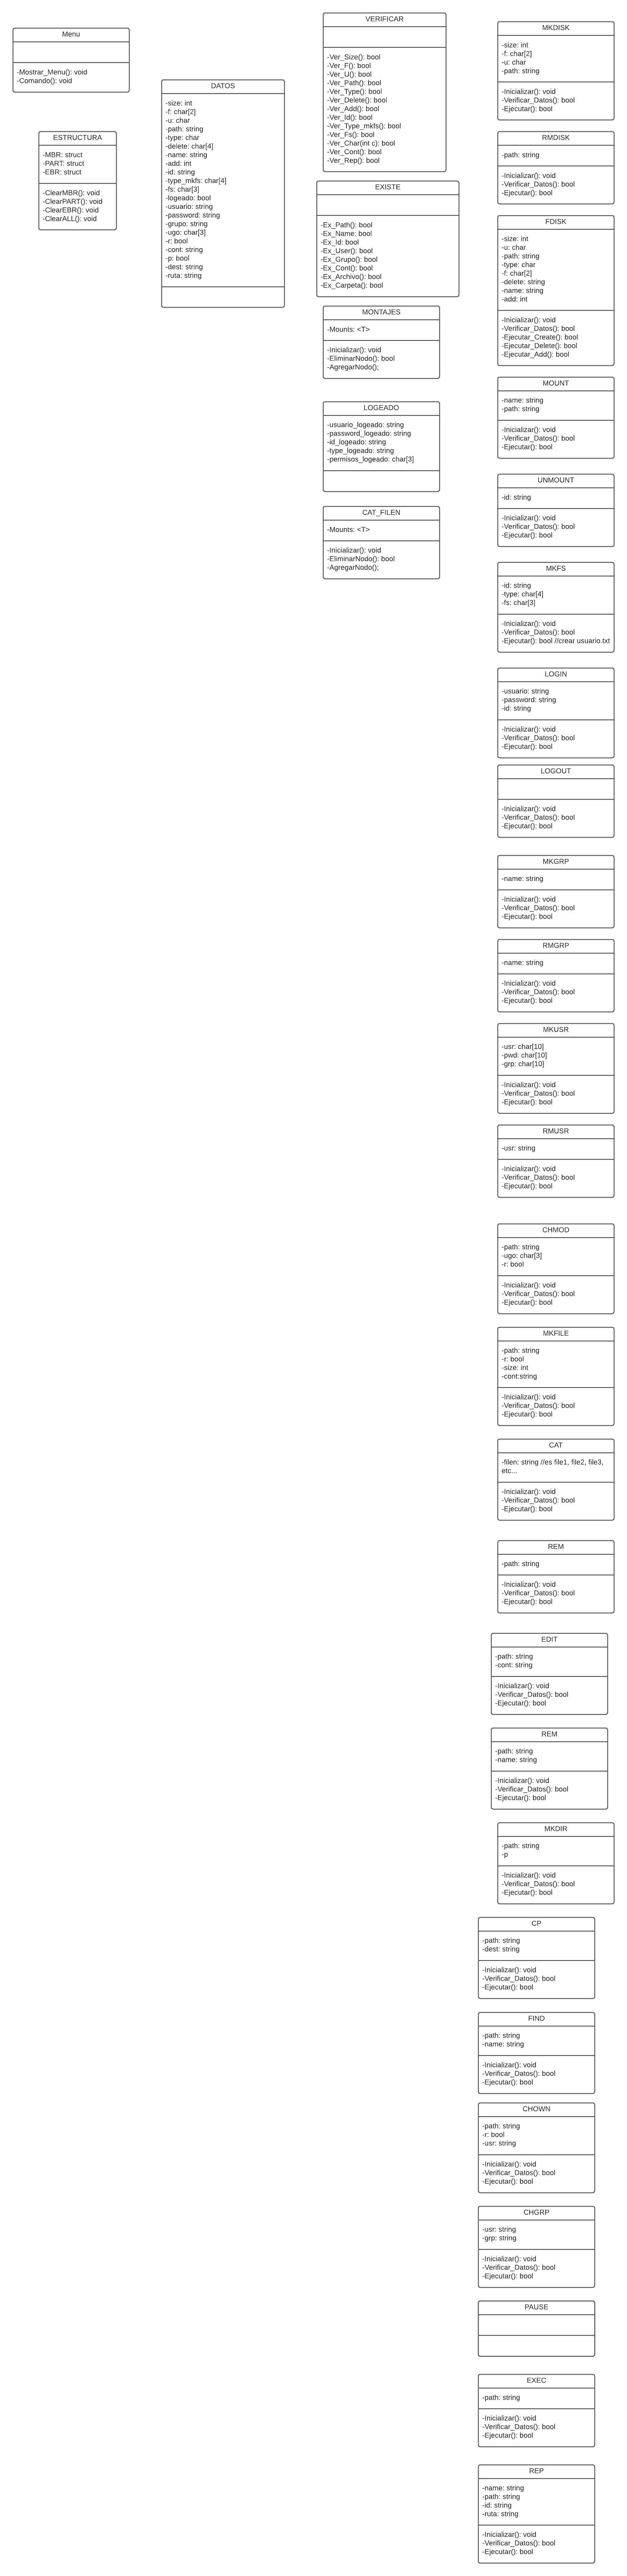 Menu
-Mostrar_Menu(): void
-Comando(): void
ESTRUCTURA
-MBR: struct
-PART: struct
-EBR: struct
-ClearMBR(): void
-ClearPART(): void
-ClearEBR(): void
-ClearALL(): void
DATOS
-size: int
-f: char[2]
-u: char
-path: string
-type: char
-delete: char[4]
-name: string
-add: int
-id: string
-type_mkfs: char[4]
-fs: char[3]
-logeado: bool
-usuario: string
-password: string
-grupo: string
-ugo: char[3]
-r: bool
-cont: string
-p: bool
-dest: string
-ruta: string
VERIFICAR
-Ver_Size(): bool
-Ver_F(): bool
-Ver_U(): bool
-Ver_Path(): bool
-Ver_Type(): bool
-Ver_Delete(): bool
-Ver_Add(): bool
-Ver_Id(): bool
-Ver_Type_mkfs(): bool
-Ver_Fs(): bool
-Ver_Char(int c): bool
-Ver_Cont(): bool
-Ver_Rep(): bool
EXISTE
-Ex_Path(): bool
-Ex_Name: bool
-Ex_Id: bool
-Ex_User(): bool
-Ex_Grupo(): bool
-Ex_Cont(): bool
-Ex_Archivo(): bool
-Ex_Carpeta(): bool
MONTAJES
-Mounts: <T>
-Inicializar(): void
-EliminarNodo(): bool
-AgregarNodo();
LOGEADO
-usuario_logeado: string
-password_logeado: string
-id_logeado: string
-type_logeado: string
-permisos_logeado: char[3]
CAT_FILEN
-Mounts: <T>
-Inicializar(): void
-EliminarNodo(): bool
-AgregarNodo();
MKDISK
-size: int
-f: char[2]
-u: char
-path: string
-Inicializar(): void
-Verificar_Datos(): bool
-Ejecutar(): bool
RMDISK
-path: string
-Inicializar(): void
-Verificar_Datos(): bool
-Ejecutar(): bool
FDISK
-size: int
-u: char
-path: string
-type: char
-f: char[2]
-delete: string
-name: string
-add: int
-Inicializar(): void
-Verificar_Datos(): bool
-Ejecutar_Create(): bool
-Ejecutar_Delete(): bool
-Ejecutar_Add(): bool
MOUNT
-name: string
-path: string
-Inicializar(): void
-Verificar_Datos(): bool
-Ejecutar(): bool
UNMOUNT
-id: string
-Inicializar(): void
-Verificar_Datos(): bool
-Ejecutar(): bool
MKFS
-id: string
-type: char[4]
-fs: char[3]
-Inicializar(): void
-Verificar_Datos(): bool
-Ejecutar(): bool //crear usuario.txt
LOGIN
-usuario: string
-password: string
-id: string
-Inicializar(): void
-Verificar_Datos(): bool
-Ejecutar(): bool
LOGOUT
-Inicializar(): void
-Verificar_Datos(): bool
-Ejecutar(): bool
MKGRP
-name: string
-Inicializar(): void
-Verificar_Datos(): bool
-Ejecutar(): bool
RMGRP
-name: string
-Inicializar(): void
-Verificar_Datos(): bool
-Ejecutar(): bool
MKUSR
-usr: char[10]
-pwd: char[10]
-grp: char[10]
-Inicializar(): void
-Verificar_Datos(): bool
-Ejecutar(): bool
RMUSR
-usr: string
-Inicializar(): void
-Verificar_Datos(): bool
-Ejecutar(): bool
CHMOD
-path: string
-ugo: char[3]
-r: bool
-Inicializar(): void
-Verificar_Datos(): bool
-Ejecutar(): bool
MKFILE
-path: string
-r: bool
-size: int
-cont:string
-Inicializar(): void
-Verificar_Datos(): bool
-Ejecutar(): bool
CAT
-filen: string //es file1, file2, file3,
etc...
-Inicializar(): void
-Verificar_Datos(): bool
-Ejecutar(): bool
REM
-path: string
-Inicializar(): void
-Verificar_Datos(): bool
-Ejecutar(): bool
EDIT
-path: string
-cont: string
-Inicializar(): void
-Verificar_Datos(): bool
-Ejecutar(): bool
REM
-path: string
-name: string
-Inicializar(): void
-Verificar_Datos(): bool
-Ejecutar(): bool
MKDIR
-path: string
-p
-Inicializar(): void
-Verificar_Datos(): bool
-Ejecutar(): bool
CP
-path: string
-dest: string
-Inicializar(): void
-Verificar_Datos(): bool
-Ejecutar(): bool
FIND
-path: string
-name: string
-Inicializar(): void
-Verificar_Datos(): bool
-Ejecutar(): bool
CHOWN
-path: string
-r: bool
-usr: string
-Inicializar(): void
-Verificar_Datos(): bool
-Ejecutar(): bool
CHGRP
-usr: string
-grp: string
-Inicializar(): void
-Verificar_Datos(): bool
-Ejecutar(): bool
PAUSE
EXEC
-path: string
-Inicializar(): void
-Verificar_Datos(): bool
-Ejecutar(): bool
REP
-name: string
-path: string
-id: string
-ruta: string
-Inicializar(): void
-Verificar_Datos(): bool
-Ejecutar(): bool